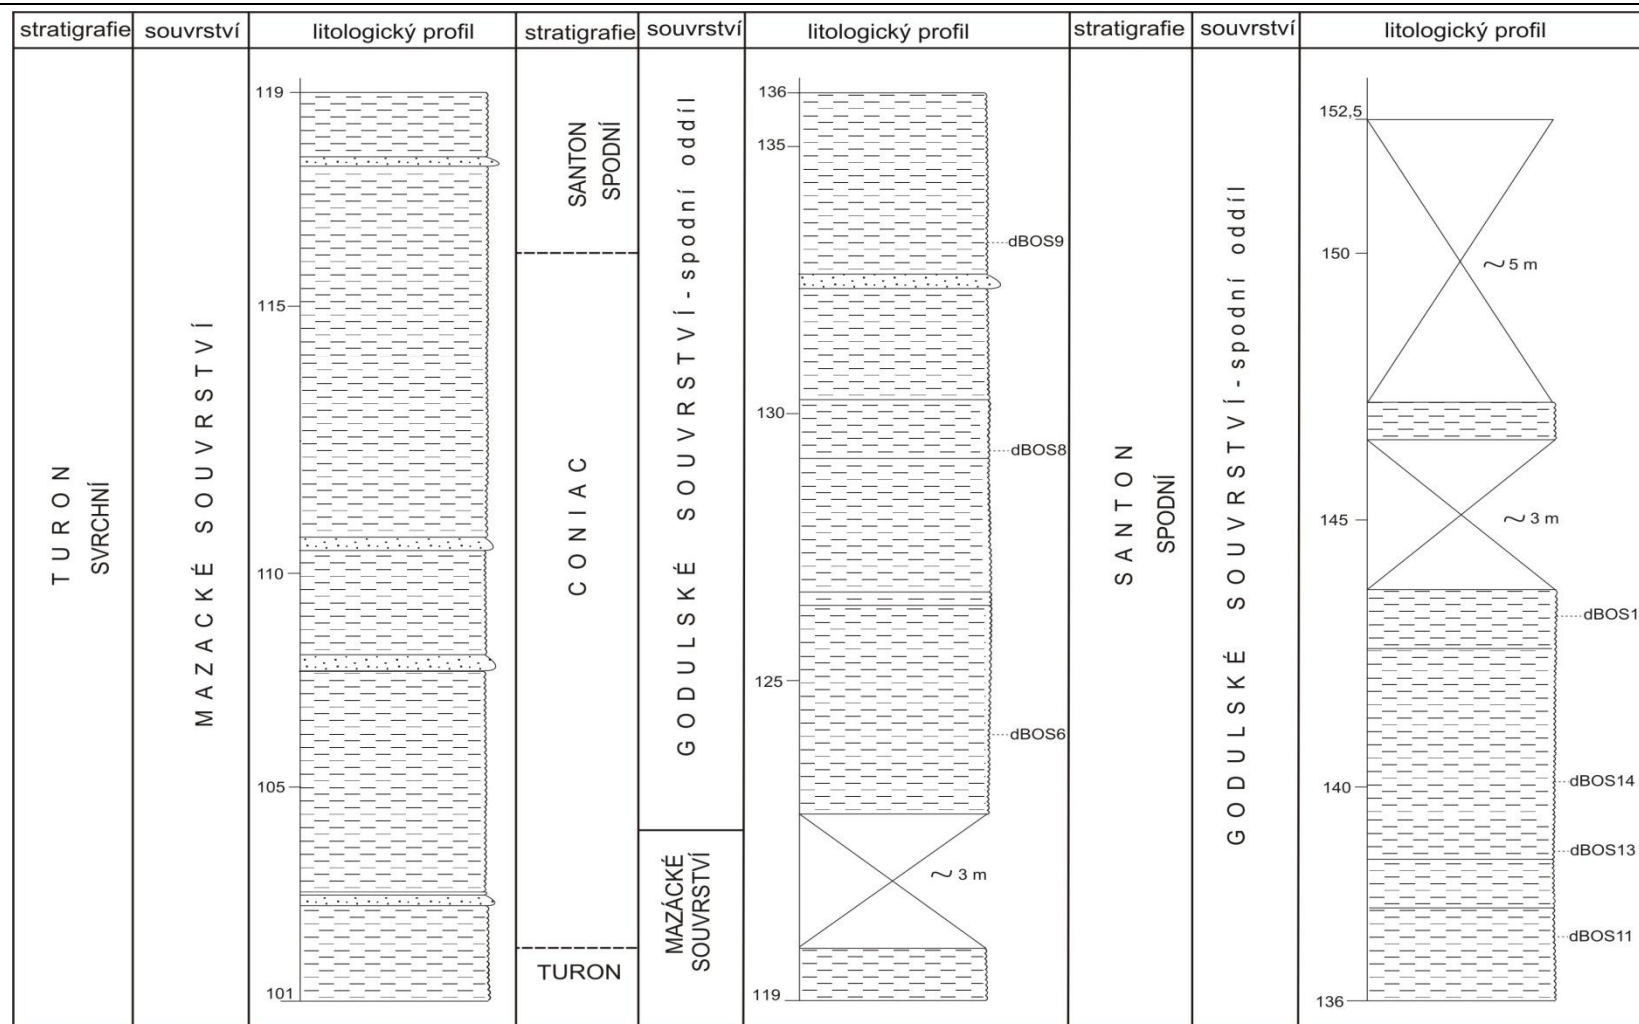 stratigrafie souvrství litologický profil stratigrafie souvrství litologický profil stratigrafie souvrství litologický profil
TURON
SVRCHNÍ
MAZACKÉ SOUVRSTVÍ
119
115
110
105
101
SANTON
SPODNÍ
CONIAC
TURON
GODULSKÉ SOUVRSTVÍ-spodní oddíl
MAZÁCKÉ
SOUVRSTVÍ
136
135
dBOS9
130
dBOS8
125
dBOS6
~ 3 m
119
SANTON
SPODNÍ
GODULSKÉ SOUVRSTVÍ-spodní oddíl
152,5
150
~ 5 m
145
~ 3 m
dBOS1
140
dBOS14
dBOS13
dBOS11
136